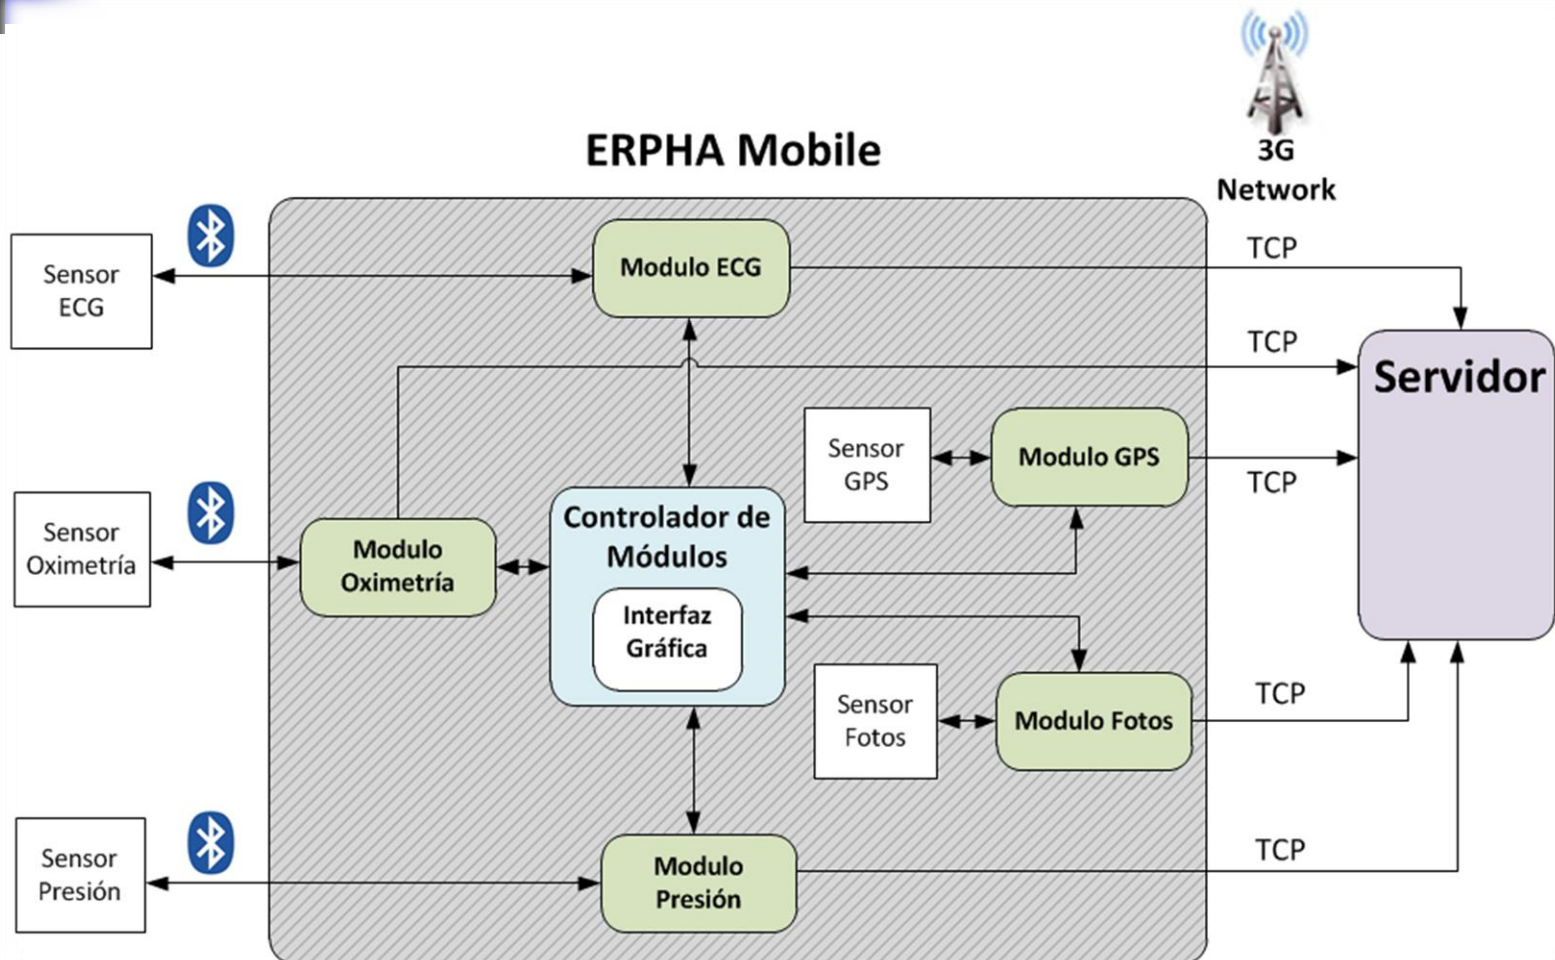 3G
Network
ERPHA Mobile
Sensor
ECG
Modulo ECG
TCP
TCP
Servidor
Sensor
GPS
Modulo GPS
TCP
Sensor
Oximetría
Modulo
Oximetría
Controlador de
Módulos
Interfaz
Gráfica
Sensor
Fotos
Modulo Fotos
TCP
Sensor
Presión
Modulo
Presión
TCP